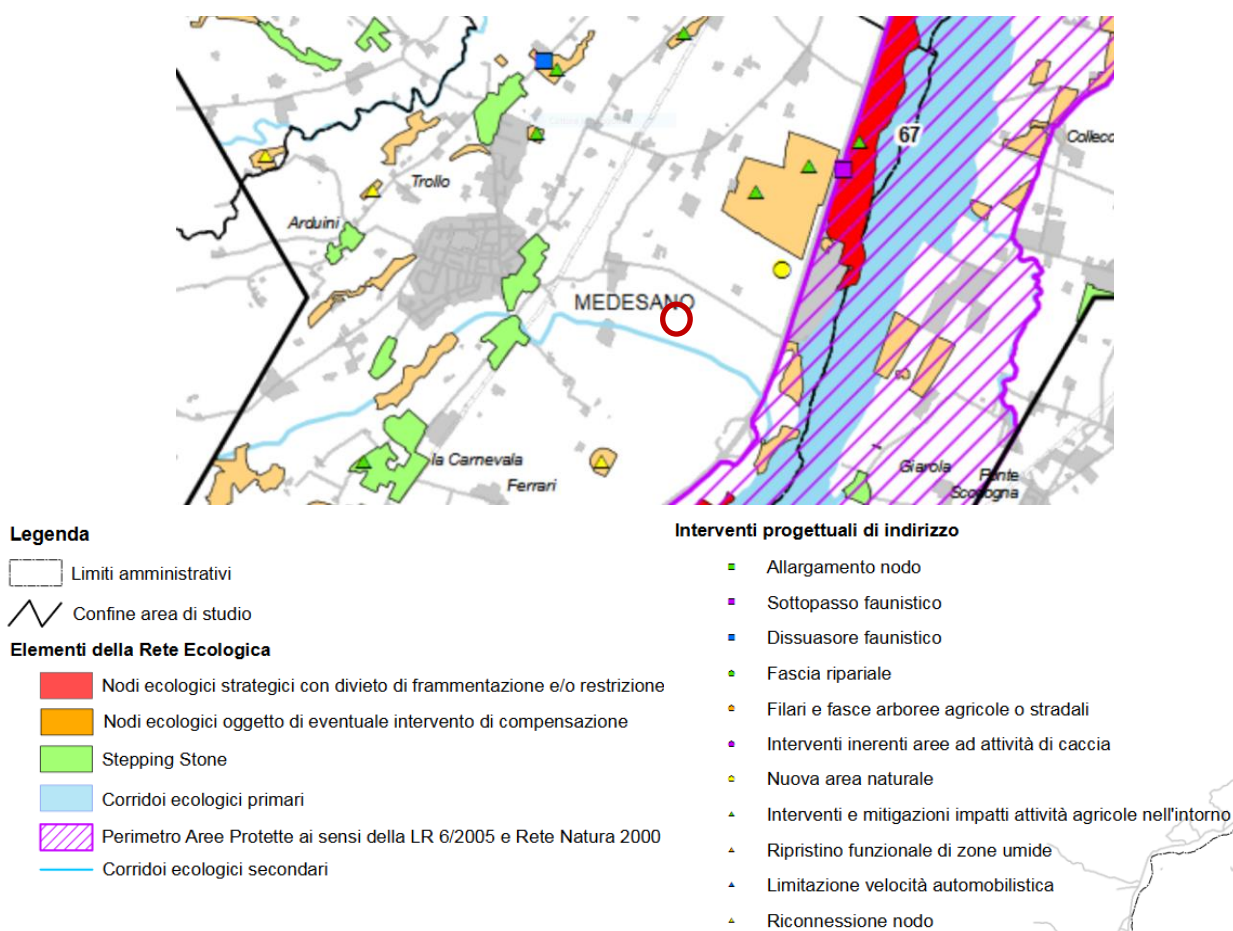 67
Collecc
Trollo
Arduini
MEDESANO
la Carnevala
Ferrari
Giarola
Legenda
Limiti amministrativi
Confine area di studio
Elementi della Rete Ecologica
Nodi ecologici strategici con divieto di frammentazione e/o restrizione
Nodi ecologici oggetto di eventuale intervento di compensazione
Stepping Stone
Corridoi ecologici primari
Perimetro Aree Protette ai sensi della LR 6/2005 e Rete Natura 2000
Corridoi ecologici secondari
Interventi progettuali di indirizzo
Allargamento nodo
Sottopasso faunistico
Dissuasore faunistico
Fascia ripariale
Filari e fasce arboree agricole o stradali
Interventi inerenti aree ad attività di caccia
Nuova area naturale
Interventi e mitigazioni impatti attività agricole nell'intorno
Ripristino funzionale di zone umide
Limitazione velocità automobilistica
Riconnessione nodo